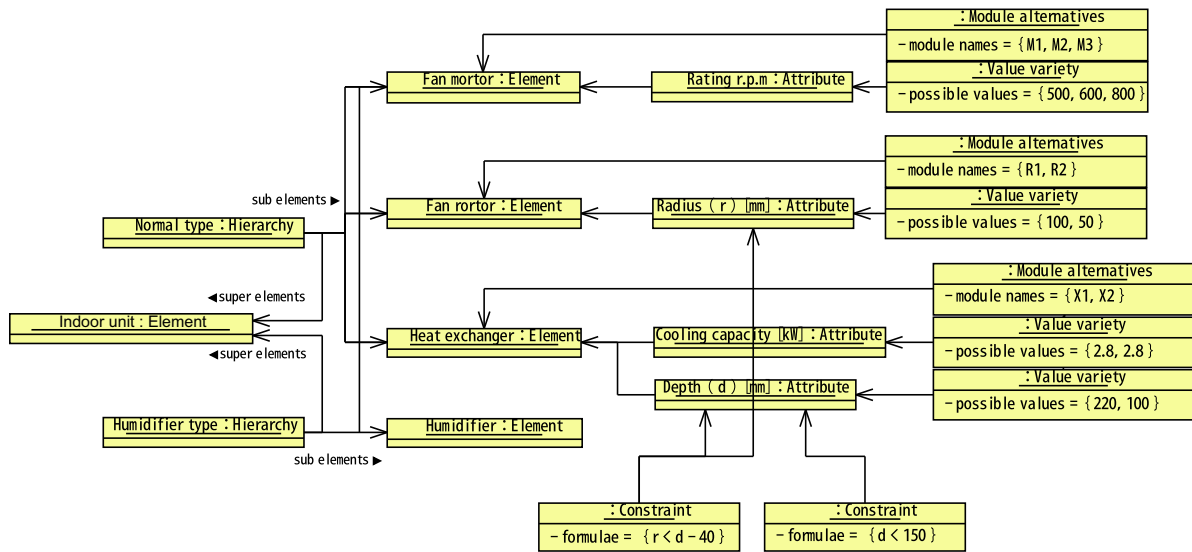 : Module alternatives
- module names = { M1, M2, M3 }
Fan mortor : Element
Rating r.p.m : Attribute
: Value variety
- possible values = { 500, 600, 800 }
: Module alternatives
- module names = { R1, R2 }
sub elements ►
Fan rortor : Element
Radius ( r ) [mm] : Attribute
: Value variety
- possible values = { 100, 50 }
Normal type : Hierarchy
: Module alternatives
- module names = { X1, X2 }
◄ super elements
Indoor unit : Element
Heat exchanger : Element
Cooling capacity [kW] : Attribute
: Value variety
- possible values = { 2.8, 2.8 }
◄ super elements
Depth ( d ) [mm] : Attribute
: Value variety
- possible values = { 220, 100 }
Humidifier type : Hierarchy
Humidifier : Element
sub elements ►
: Constraint
- formulae = { r < d - 40 }
: Constraint
- formulae = { d < 150 }